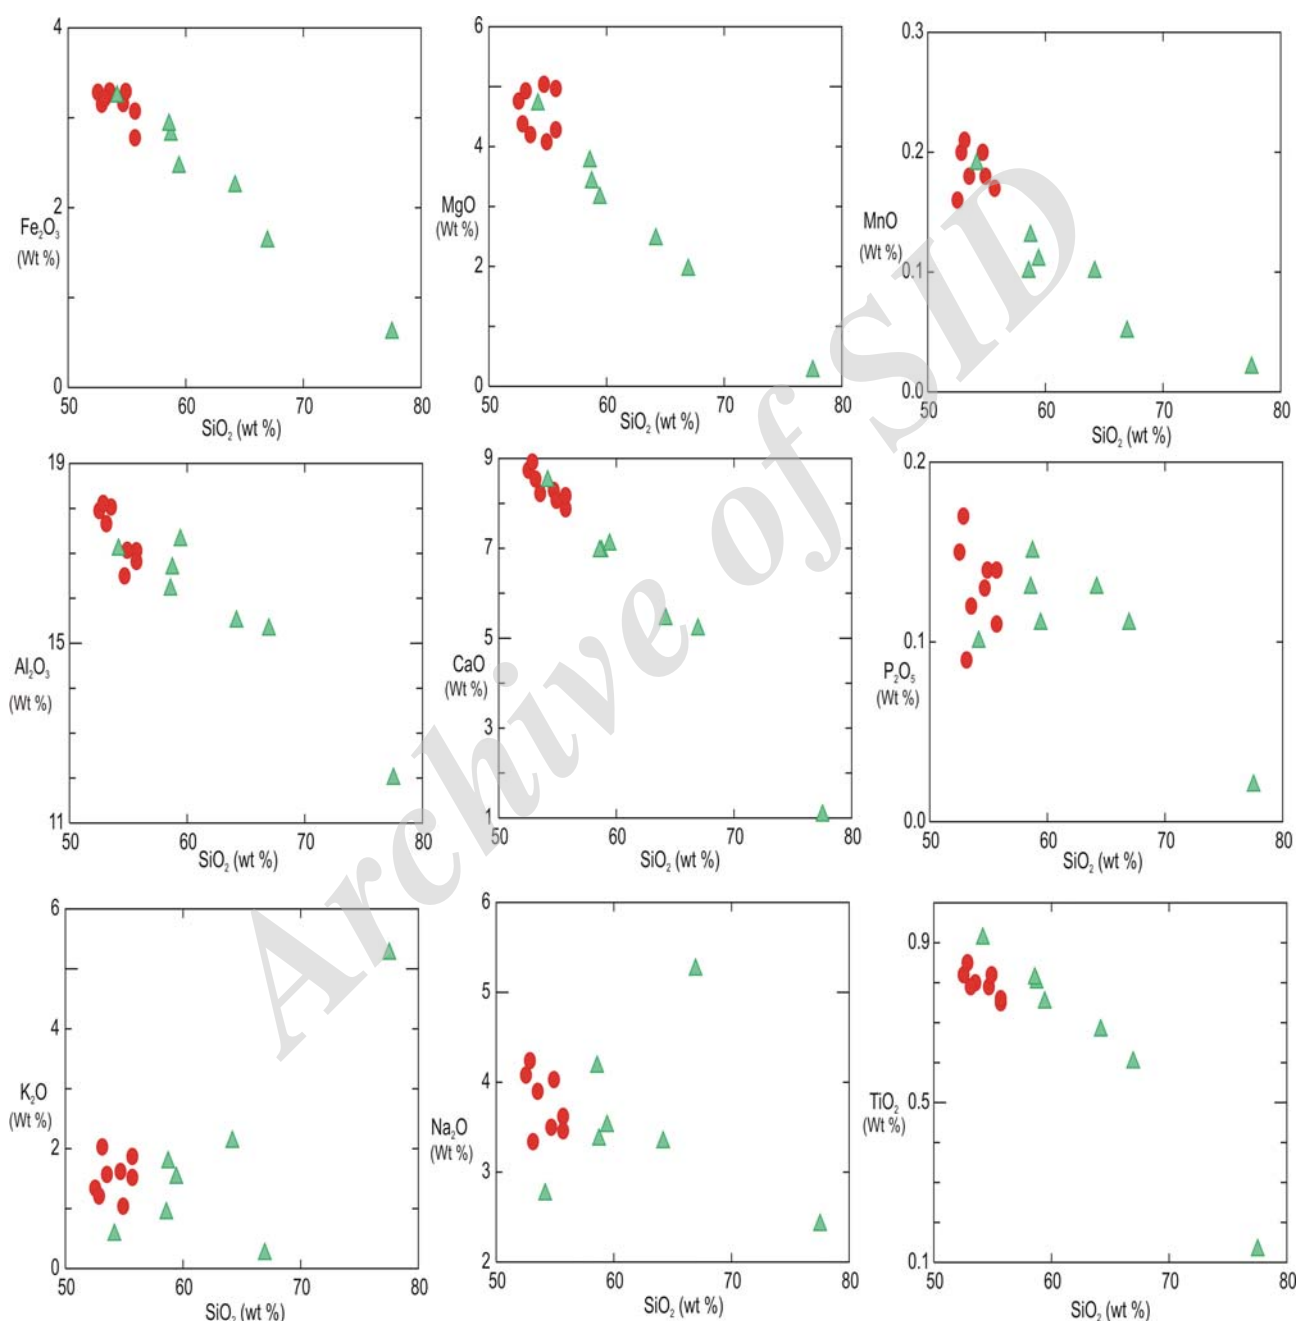 4
2
0
Fe₂O₃
(Wt %)
50 60 70 80
SiO₂ (wt %)
6
4
2
0
MgO
(Wt %)
50 60 70 80
SiO₂ (wt %)
0.3
0.2
0.1
0.0
MnO
(Wt %)
50 60 70 80
SiO₂ (wt %)
19
15
11
Al₂O₃
(Wt %)
50 60 70 80
SiO₂ (wt %)
9
7
5
3
1
CaO
(Wt %)
50 60 70 80
SiO₂ (wt %)
0.2
0.1
0.0
P₂O₅
(Wt %)
50 60 70 80
SiO₂ (wt %)
6
4
2
0
K₂O
(Wt %)
50 60 70 80
SiO₂ (wt %)
6
5
4
3
2
Na₂O
(Wt %)
50 60 70 80
SiO₂ (wt %)
0.9
0.5
0.1
TiO₂
(Wt %)
50 60 70 80
SiO₂ (wt %)
Archive of SID